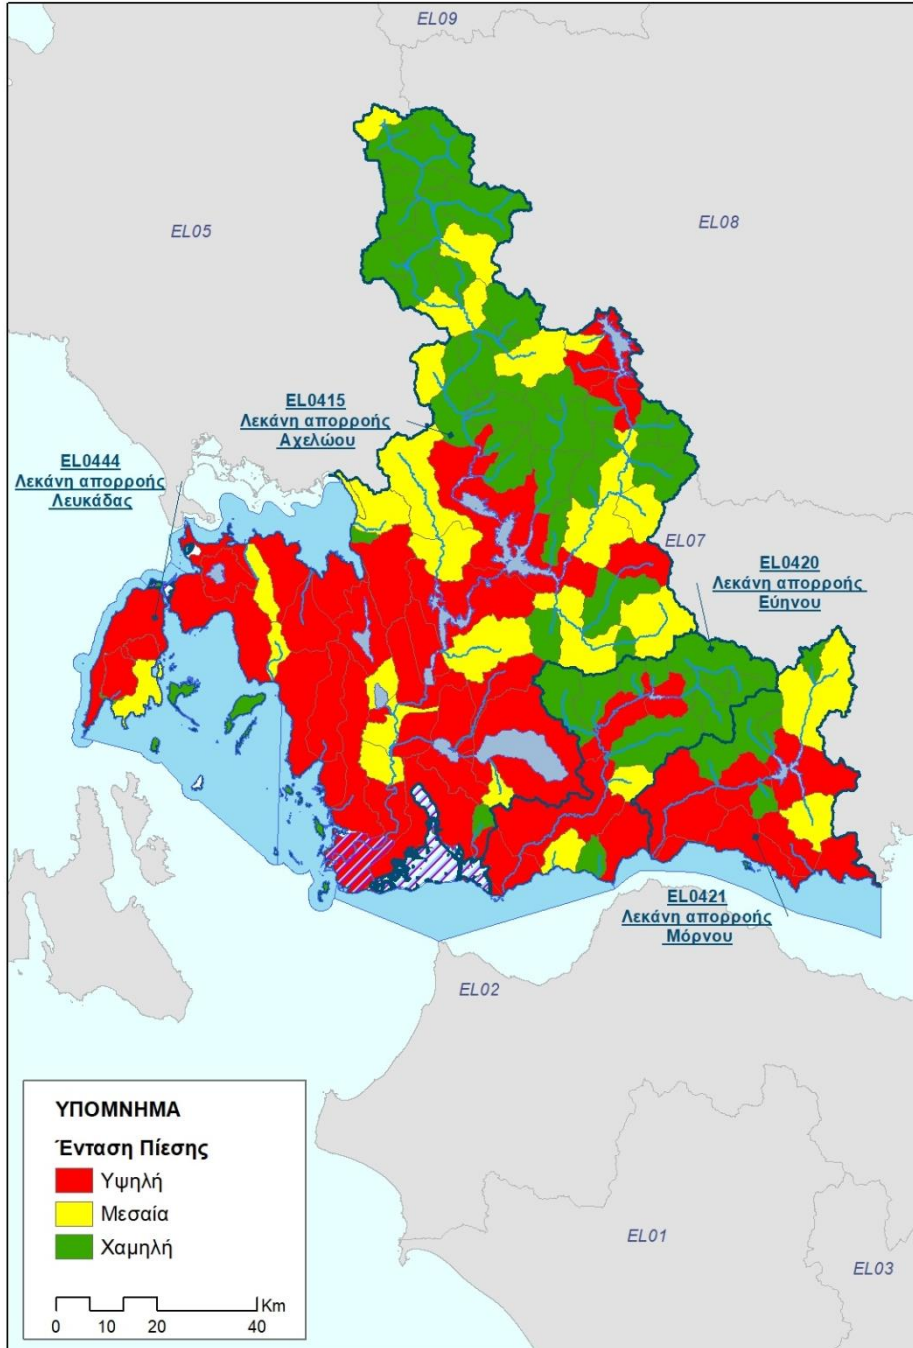 EL09
EL05
EL08
EL0415
Λεκάνη απορροής
Αχελώου
EL0444
Λεκάνη απορροής
Λευκάδας
EL07
EL0420
Λεκάνη απορροής
Εύηνου
EL0421
Λεκάνη απορροής
Μόρνου
EL02
EL01
EL03
ΥΠΟΜΝΗΜΑ
Ένταση Πίεσης
Υψηλή
Μεσαία
Χαμηλή
Km
0 10 20 40